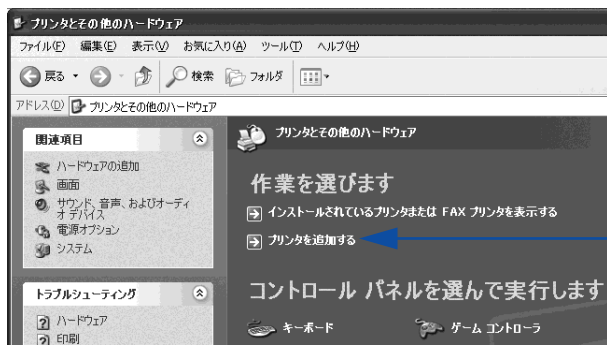 プリンタとその他のハードウェア
ファイル(F) 編集(E) 表示(V) お気に入り(A) ツール(T) ヘルプ(H)
戻る 検索 フォルダ
アドレス(D) プリンタとその他のハードウェア
関連項目
ハードウェアの追加
画面
サウンド、音声、およびオーディ
オ デバイス
電源オプション
システム
トラブルシューティング
ハードウェア
印刷
プリンタとその他のハードウェア
作業を選びます
インストールされているプリンタまたは FAX プリンタを表示する
プリンタを追加する
コントロール パネルを選んで実行します
キーボード
ゲーム コントローラ